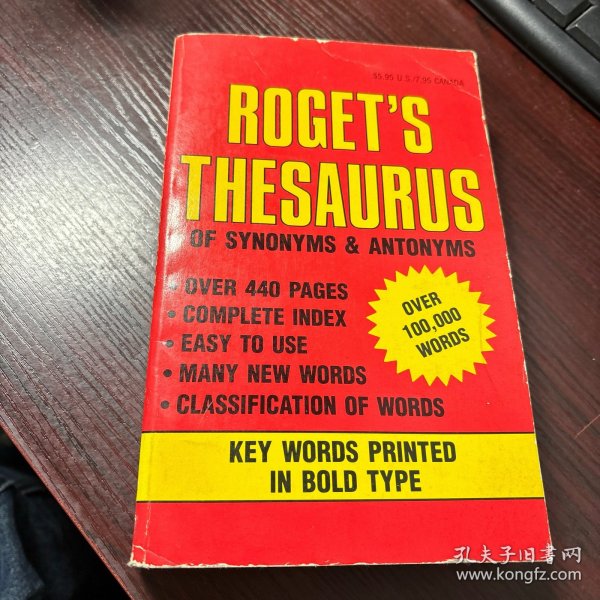 $5.95 U.S./7.95 CANADA
ROGET'S
THESAURUS
OF SYNONYMS & ANTONYMS
• OVER 440 PAGES
• COMPLETE INDEX
• EASY TO USE
• MANY NEW WORDS
• CLASSIFICATION OF WORDS
OVER
100,000
WORDS
KEY WORDS PRINTED
IN BOLD TYPE
孔夫子旧书网
www.kongfz.com